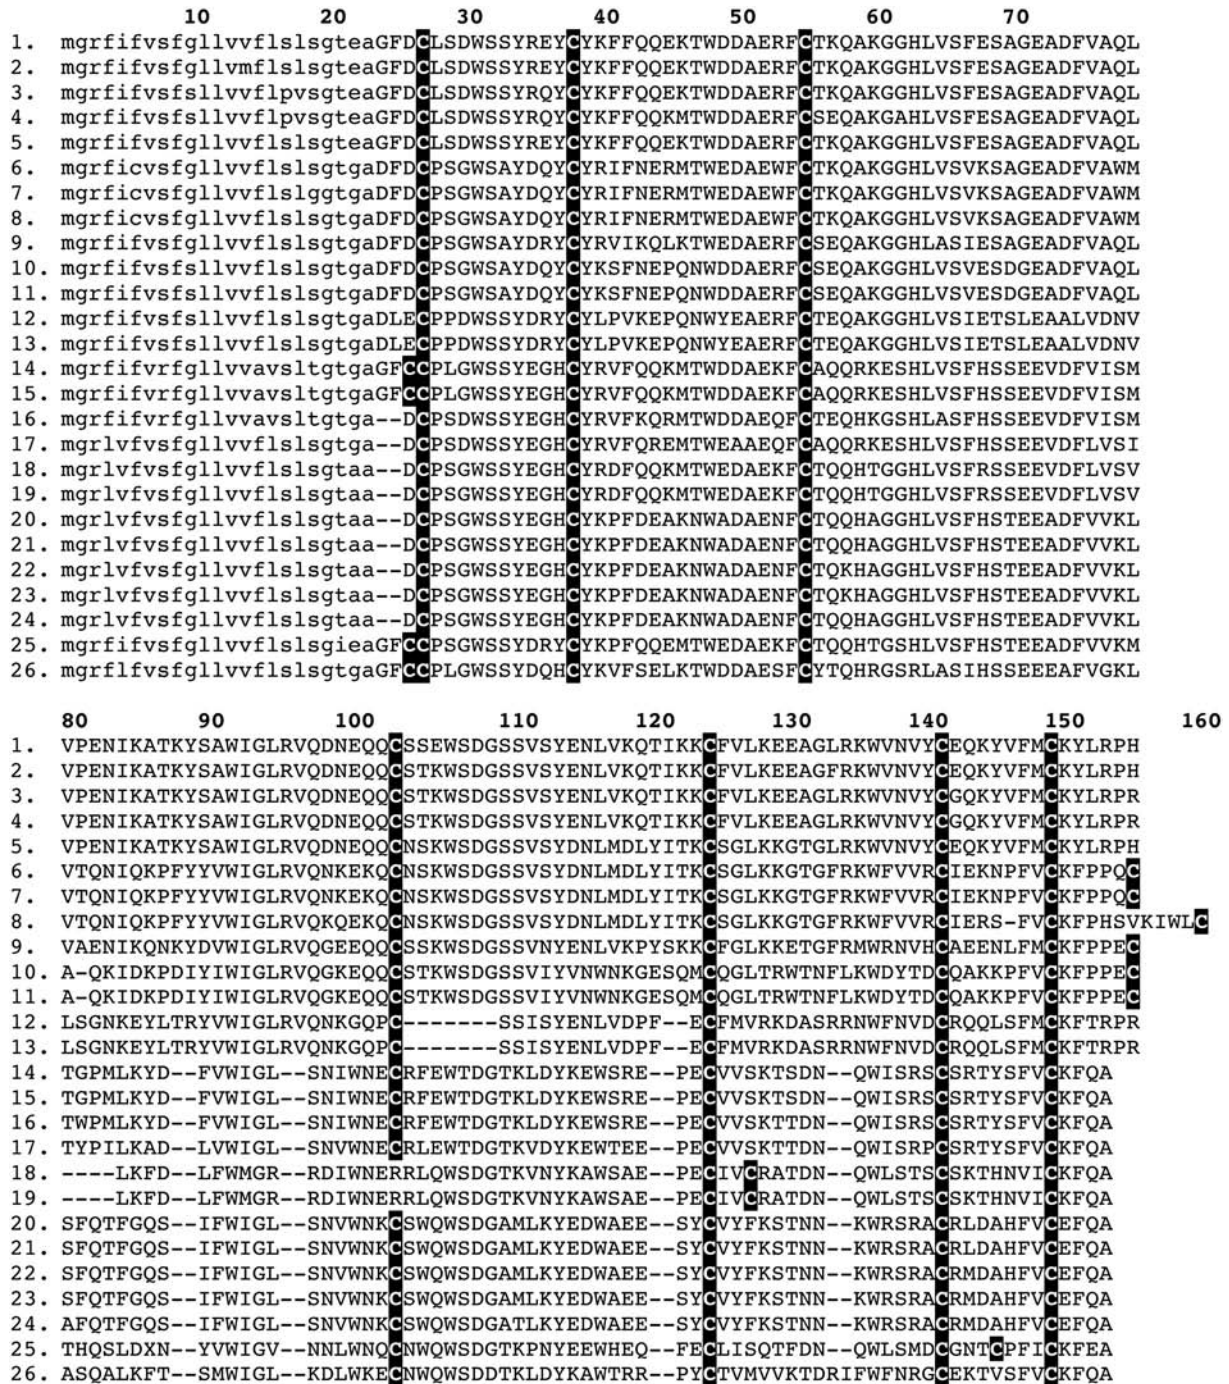 10 20 30 40 50 60 70
1. mgrfifvsfgllvvflslsgteaGFDCLSDWSSYREYCYKFFQQEKTWDDAERFCTKQAKGGHLVSFESAGEADFVAQL
2. mgrfifvsfgllvmflslsgteaGFDCLSDWSSYREYCYKFFQQEKTWDDAERFCTKQAKGGHLVSFESAGEADFVAQL
3. mgrfifvsfsllvvflpvsgteaGFDCLSDWSSYRQYCYKFFQQEKTWDDAERFCTKQAKGGHLVSFESAGEADFVAQL
4. mgrfifvsfsllvvflpvsgteaGFDCLSDWSSYRQYCYKFFQQKMTWDDAERFCSEQAKGAHLVSFESAGEADFVAQL
5. mgrfifvsfsllvvflslsgteaGFDCLSDWSSYREYCYKFFQQEKTWDDAERFCTKQAKGGHLVSFESAGEADFVAQL
6. mgrficvsfgllvvflslsgtgaDFDCPSGWSAYDQYCYRIFNERMTWEDAEWFCTKQAKGGHLVSVKSAGEADFVAWM
7. mgrfifvsfgllvvflslggtgaDFDCPSGWSAYDQYCYRIFNERMTWEDAEWFCTKQAKGGHLVSVKSAGEADFVAWM
8. mgrficvsfgllvvflslsgtgaDFDCPSGWSAYDQYCYRIFNERMTWEDAEWFCTKQAKGGHLVSVKSAGEADFVAWM
9. mgrfifvsfgllvvflslsgtgaDFDCPSGWSAYDRYCYRVIKQLKTWEDAERFCSEQAKGGHLASIESAGEADFVAQL
10. mgrfifvsfsllvvflslsgtgaDFDCPSGWSAYDQYCYKSFNEPQNWDDAERFCSEQAKGGHLVSVESDGEADFVAQL
11. mgrfifvsfsllvvflslsgtgaDFDCPSGWSAYDQYCYKSFNEPQNWDDAERFCSEQAKGGHLVSVESDGEADFVAQL
12. mgrfifvsfsllvvflslsgtgaDLECPPDWSSYDRYCYLPVKEPQNWYEAERFCTEQAKGGHLVSIETSLEAALVDNV
13. mgrfifvsfsllvvflslsgtgaDLECPPDWSSYDRYCYLPVKEPQNWYEAERFCTEQAKGGHLVSIETSLEAALVDNV
14. mgrfifvrfgllvvavsltgtgaGFCCPLGWSSYEGHCYRVFQQKMTWDDAEKFCAQQRKESHLVSFHSSEEVDFVISM
15. mgrfifvrfgllvvavsltgtgaGFCCPLGWSSYEGHCYRVFQQKMTWDDAEKFCAQQRKESHLVSFHSSEEVDFVISM
16. mgrfifvrfgllvvavsltgtga--DCPSDWSSYEGHCYRVFKQRMTWDDAEQFCTEQHKGSHLASFHSSEEVDFVISM
17. mgrlvfvsfgllvvflslsgtga--DCPSDWSSYEGHCYRVFQREMTWEAAEQFCAQQRKESHLVSFHSSEEVDFLVSI
18. mgrlvfvsfgllvvflslsgtaa--DCPSGWSSYEGHCYRDFQQKMTWEDAEKFCTQQHTGGHLVSFRSSEEVDFLVSV
19. mgrlvfvsfgllvvflslsgtaa--DCPSGWSSYEGHCYRDFQQKMTWEDAEKFCTQQHTGGHLVSFRSSEEVDFLVSV
20. mgrlvfvsfgllvvflslsgtaa--DCPSGWSSYEGHCYKPFDEAKNWADAENFCTQQHAGGHLVSFHSTEEADFVVKL
21. mgrlvfvsfgllvvflslsgtaa--DCPSGWSSYEGHCYKPFDEAKNWADAENFCTQQHAGGHLVSFHSTEEADFVVKL
22. mgrlvfvsfgllvvflslsgtaa--DCPSGWSSYEGHCYKPFDEAKNWADAENFCTQKHAGGHLVSFHSTEEADFVVKL
23. mgrlvfvsfgllvvflslsgtaa--DCPSGWSSYEGHCYKPFDEAKNWADAENFCTQKHAGGHLVSFHSTEEADFVVKL
24. mgrlvfvsfgllvvflslsgtaa--DCPSGWSSYEGHCYKPFDEAKNWADAENFCTQQHAGGHLVSFHSTEEADFVVKL
25. mgrfifvsfgllvvflslsgieaGFCCPSGWSSYDRYCYKPFQQEMTWDDAEKFCTQQHTGSHLVSFHSTEEADFVVKM
26. mgrflfvsfgllvvflslsgtgaGFCCPLGWSSYDQHCYKVFSELKTWDDAESFCYTQHRGSRLASIHSSEEEAFVGKL
80 90 100 110 120 130 140 150 160
1. VPENIKATKYSAWIGLRVQDNEQQCSSEWSDGSSVSYENLVKQTIKKCFVLKEEAGLRKWVNVYCEQKYVFMCKYLRPH
2. VPENIKATKYSAWIGLRVQDNEQQCSTKWSDGSSVSYENLVKQTIKKCFVLKEEAGFRKWVNVYCEQKYVFMCKYLRPH
3. VPENIKATKYSAWIGLRVQDNEQQCSTKWSDGSSVSYENLVKQTIKKCFVLKEEAGLRKWVNVYCGQKYVFMCKYLRPR
4. VPENIKATKYSAWIGLRVQDNEQQCSTKWSDGSSVSYENLVKQTIKKCFVLKEEAGLRKWVNVYCGQKYVFMCKYLRPR
5. VPENIKATKYSAWIGLRVQDNEQQCNSKWSDGSSVSYDNLMDLYITKCSGLKKGTGLRKWVNVYCEQKYVFMCKYLRPH
6. VTQNIQKPFYYVWIGLRVQNKEKQCNSKWSDGSSVSYDNLMDLYITKCSGLKKGTGFRKWFVVRCIEKNPFVCKFPPQC
7. VTQNIQKPFYYVWIGLRVQNKEKQCNSKWSDGSSVSYDNLMDLYITKCSGLKKGTGFRKWFVVRCIEKNPFVCKFPPQC
8. VTQNIQKPFYYVWIGLRVQKQEKQCNSKWSDGSSVSYDNLMDLYITKCSGLKKGTGFRKWFVVRCIERS-FVCKFPHSVKIWLC
9. VAENIKQNKYDVWIGLRVQGEEQQCSSKWSDGSSVNYENLVKPYSKKCFGLKKETGFRMWRNVHCAEENLFMCKFPPEC
10. A-QKIDKPDIYIWIGLRVQGKEQQCSTKWSDGSSVIYVNWNKGESQMCQGLTRWTNFLKWDYTDCQAKKPFVCKFPPEC
11. A-QKIDKPDIYIWIGLRVQGKEQQCSTKWSDGSSVIYVNWNKGESQMCQGLTRWTNFLKWDYTDCQAKKPFVCKFPPEC
12. LSGNKEYLTRYVWIGLRVQNKGQPC-------SSISYENLVDPF--ECFMVRKDASRRNWFNVDCRQQLSFMCKFTRPR
13. LSGNKEYLTRYVWIGLRVQNKGQPC-------SSISYENLVDPF--ECFMVRKDASRRNWFNVDCRQQLSFMCKFTRPR
14. TGPMLKYD--FVWIGL--SNIWNECRFEWTDGTKLDYKEWSRE--PECVVSKTSDN--QWISRSCSRTYSFVCKFQA
15. TGPMLKYD--FVWIGL--SNIWNECRFEWTDGTKLDYKEWSRE--PECVVSKTSDN--QWISRSCSRTYSFVCKFQA
16. TWPMLKYD--FVWIGL--SNIWNECRFEWTDGTKLDYKEWSRE--PECVVSKTTDN--QWISRSCSRTYSFVCKFQA
17. TYPILKAD--LVWIGL--SNVWNECRLEWTDGTKVDYKEWTEE--PECVVSKTTDN--QWISRPCSRTYSFVCKFQA
18. ----LKFD--LFWMGR--RDIWNERRLQWSDGTKVNYKAWSAE--PECIVCRATDN--QWLSTSCSKTHNVICKFQA
19. ----LKFD--LFWMGR--RDIWNERRLQWSDGTKVNYKAWSAE--PECIVCRATDN--QWLSTSCSKTHNVICKFQA
20. SFQTFGQS--IFWIGL--SNVWNKCSWQWSDGAMLKYEDWAEE--SYCVYFKSTNN--KWRSRACRLDAHFVCEFQA
21. SFQTFGQS--IFWIGL--SNVWNKCSWQWSDGAMLKYEDWAEE--SYCVYFKSTNN--KWRSRACRLDAHFVCEFQA
22. SFQTFGQS--IFWIGL--SNVWNKCSWQWSDGAMLKYEDWAEE--SYCVYFKSTNN--KWRSRACRMDAHFVCEFQA
23. SFQTFGQS--IFWIGL--SNVWNKCSWQWSDGAMLKYEDWAEE--SYCVYFKSTNN--KWRSRACRMDAHFVCEFQA
24. AFQTFGQS--IFWIGL--SNVWNKCSWQWSDGATLKYEDWAEE--SYCVYFKSTNN--KWRSRACRMDAHFVCEFQA
25. THQSLDXN--YVWIGV--NNLWNQCNWQWSDGTKPNYEEWHEQ--FECLISQTFDN--QWLSMDCGNTCPFICKFEA
26. ASQALKFT--SMWIGL--KDLWKECNWQWSDDTKLDYKAWTRR--PYCTVMVVKTDRIFWFNRGCEKTVSFVCKFQA